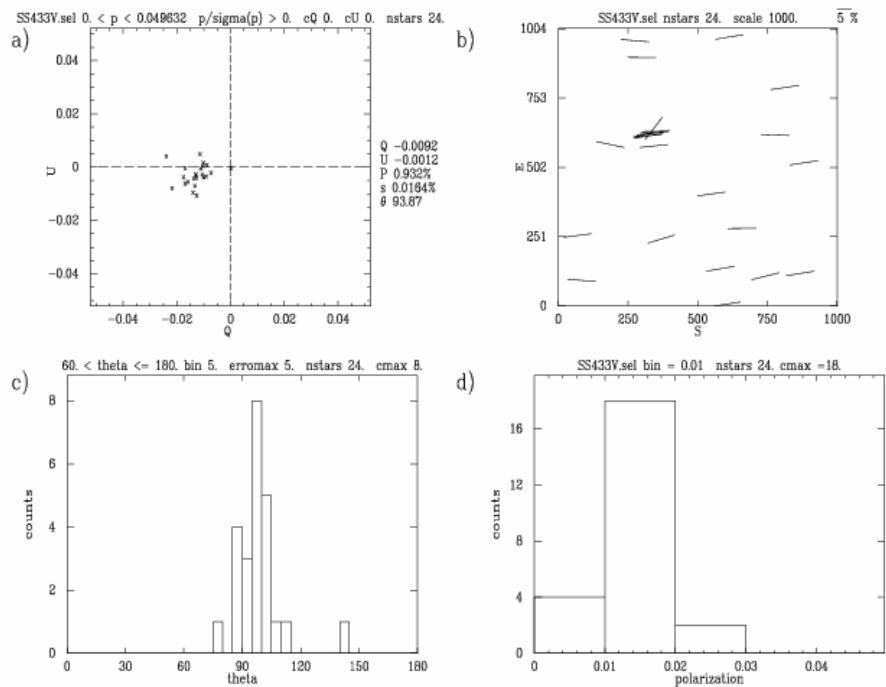 SS433V.sel 0. < p < 0.049632 p/sigma(p) > 0. cQ 0. cU 0. nstars 24.
a)
0.04
0.02
0
−0.02
−0.04
U
−0.04 −0.02 0 0.02 0.04
Q
Q −0.0092
U −0.0012
P 0.932%
s 0.0164%
θ 93.87
SS433V.sel nstars 24. scale 1000. 5 %
b)
1004
753
502
251
0
E
0 250 500 750 1000
S
60. < theta <= 180. bin 5. erromax 5. nstars 24. cmax 8.
c)
8
6
4
2
0
counts
0 30 60 90 120 150 180
theta
SS433V.sel bin = 0.01 nstars 24. cmax =18.
d)
16
12
8
4
0
counts
0 0.01 0.02 0.03 0.04
polarization